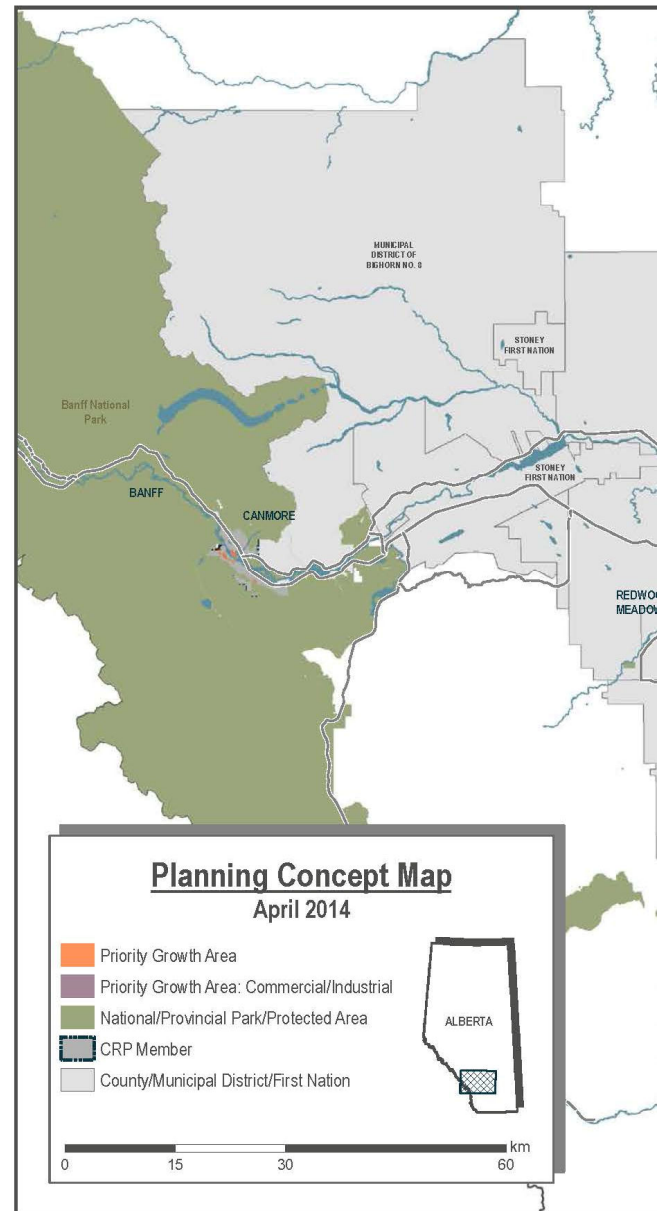 MUNICIPAL
DISTRICT OF
BIGHORN NO. 8
STONEY
FIRST NATION
Banff National
Park
STONEY
FIRST NATION
BANFF
CANMORE
REDWOO
MEADOW
Planning Concept Map
April 2014
Priority Growth Area
Priority Growth Area: Commercial/Industrial
National/Provincial Park/Protected Area
CRP Member
County/Municipal District/First Nation
ALBERTA
km
0 15 30 60